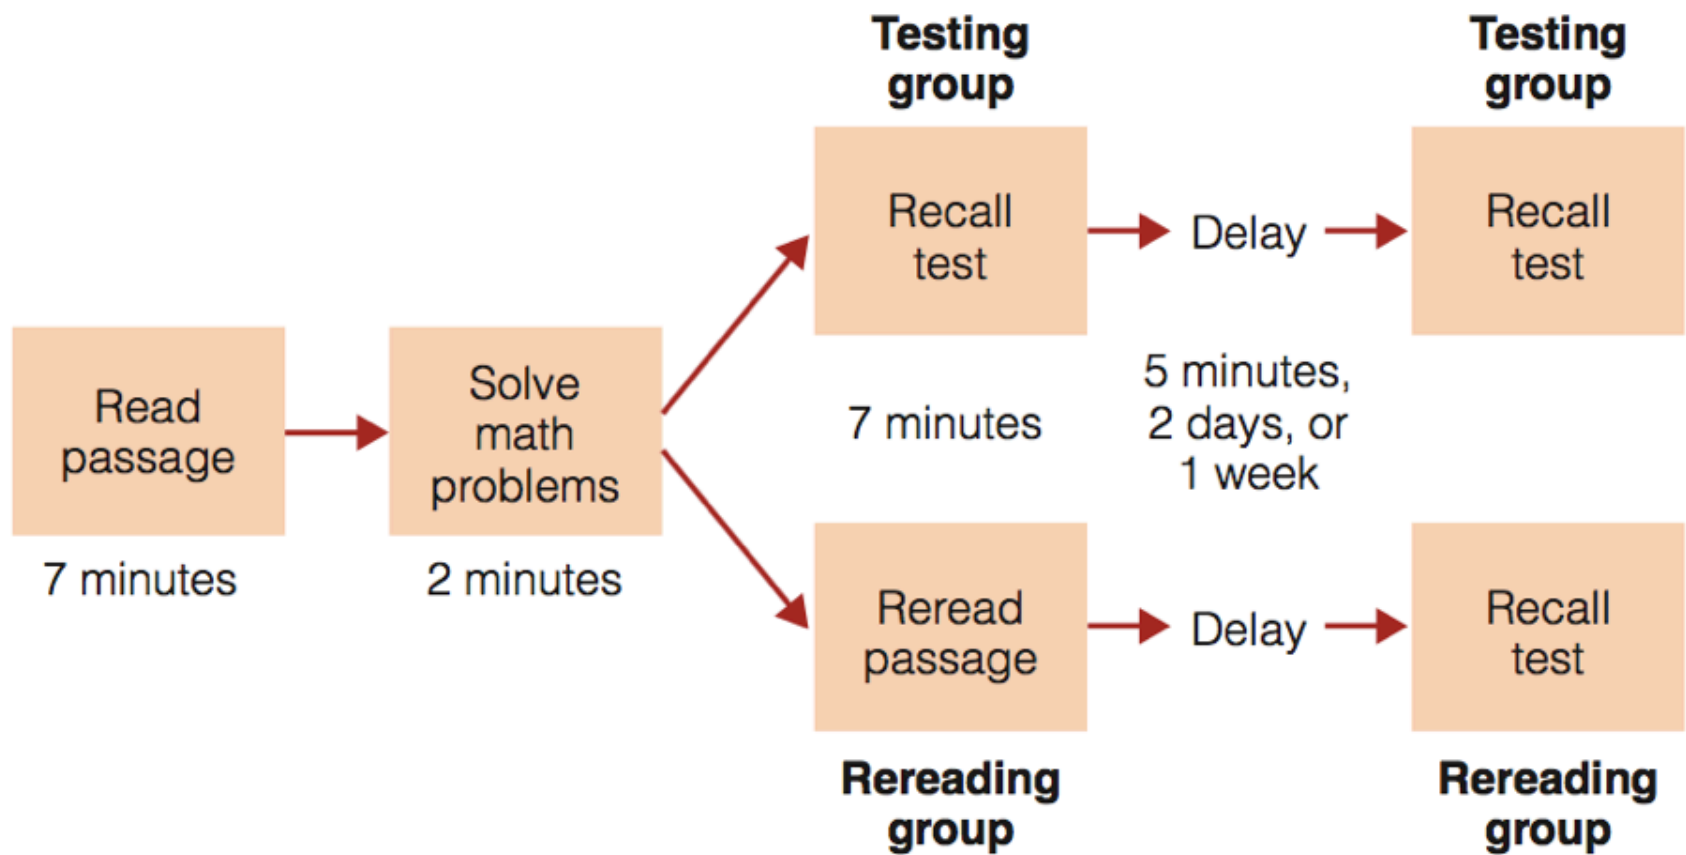 Read
passage
7 minutes
Solve
math
problems
2 minutes
Testing
group
Recall
test
7 minutes
Reread
passage
Rereading
group
Delay
5 minutes,
2 days, or
1 week
Delay
Testing
group
Recall
test
Recall
test
Rereading
group